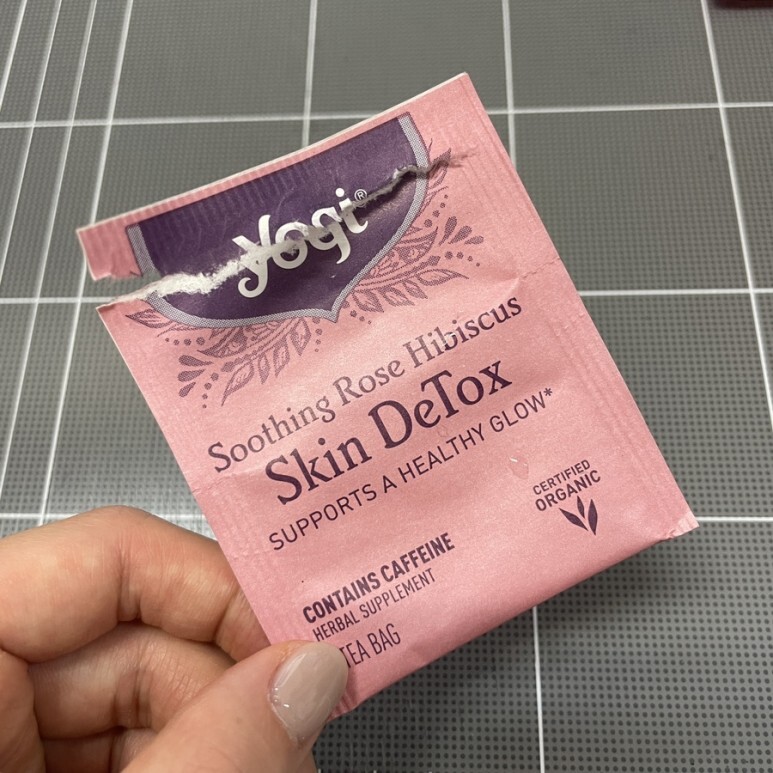 yogi®
Soothing Rose Hibiscus
Skin DeTox
SUPPORTS A HEALTHY GLOW*
CERTIFIED
ORGANIC
CONTAINS CAFFEINE
HERBAL SUPPLEMENT
TEA BAG